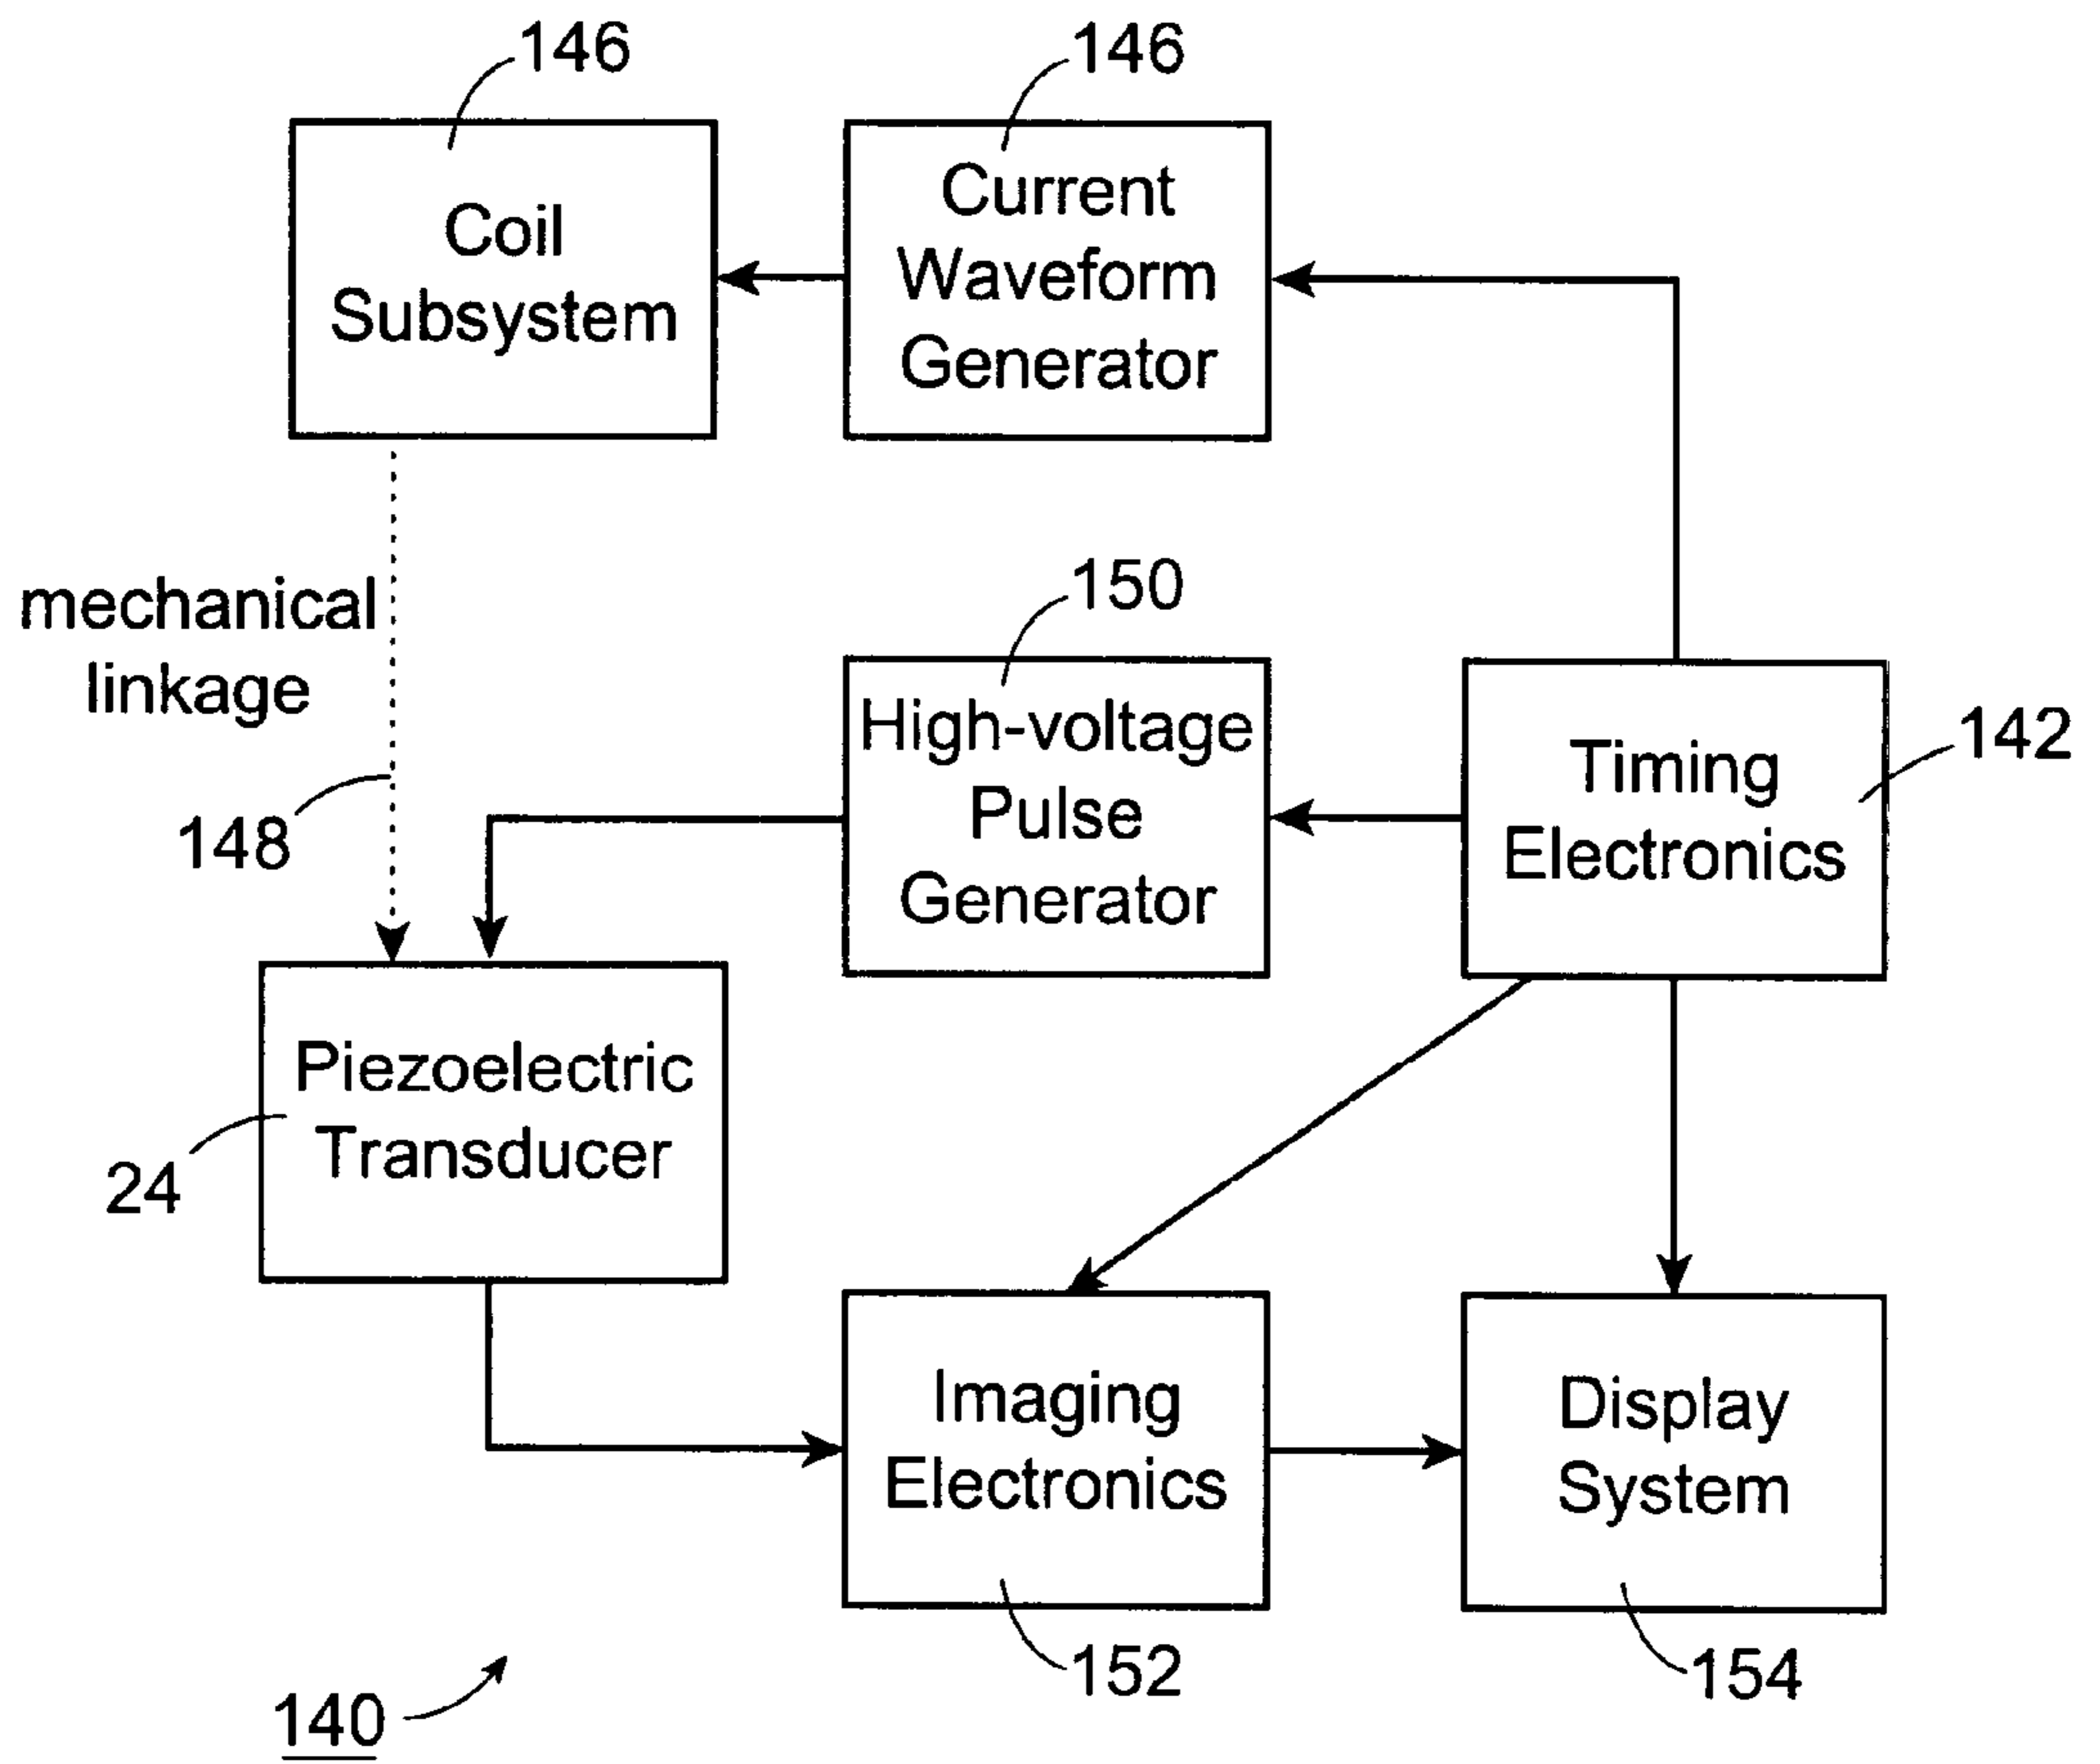 146
146
Coil
Subsystem
Current
Waveform
Generator
mechanical
linkage
148
150
High-voltage
Pulse
Generator
142
Timing
Electronics
24
Piezoelectric
Transducer
Imaging
Electronics
152
Display
System
154
140